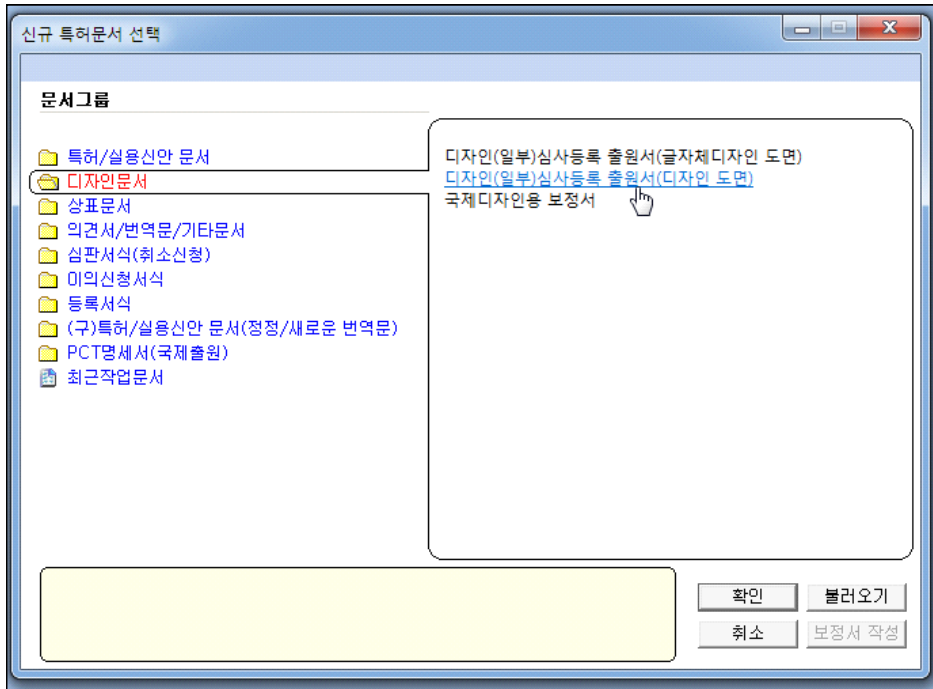 신규 특허문서 선택
문서그룹
특허/실용신안 문서
디자인문서
상표문서
의견서/번역문/기타문서
심판서식(취소신청)
이의신청서식
등록서식
(구)특허/실용신안 문서(정정/새로운 번역문)
PCT명세서(국제출원)
최근작업문서
디자인(일부)심사등록 출원서(글자체디자인 도면)
디자인(일부)심사등록 출원서(디자인 도면)
국제디자인용 보정서
확인
불러오기
취소
보정서 작성